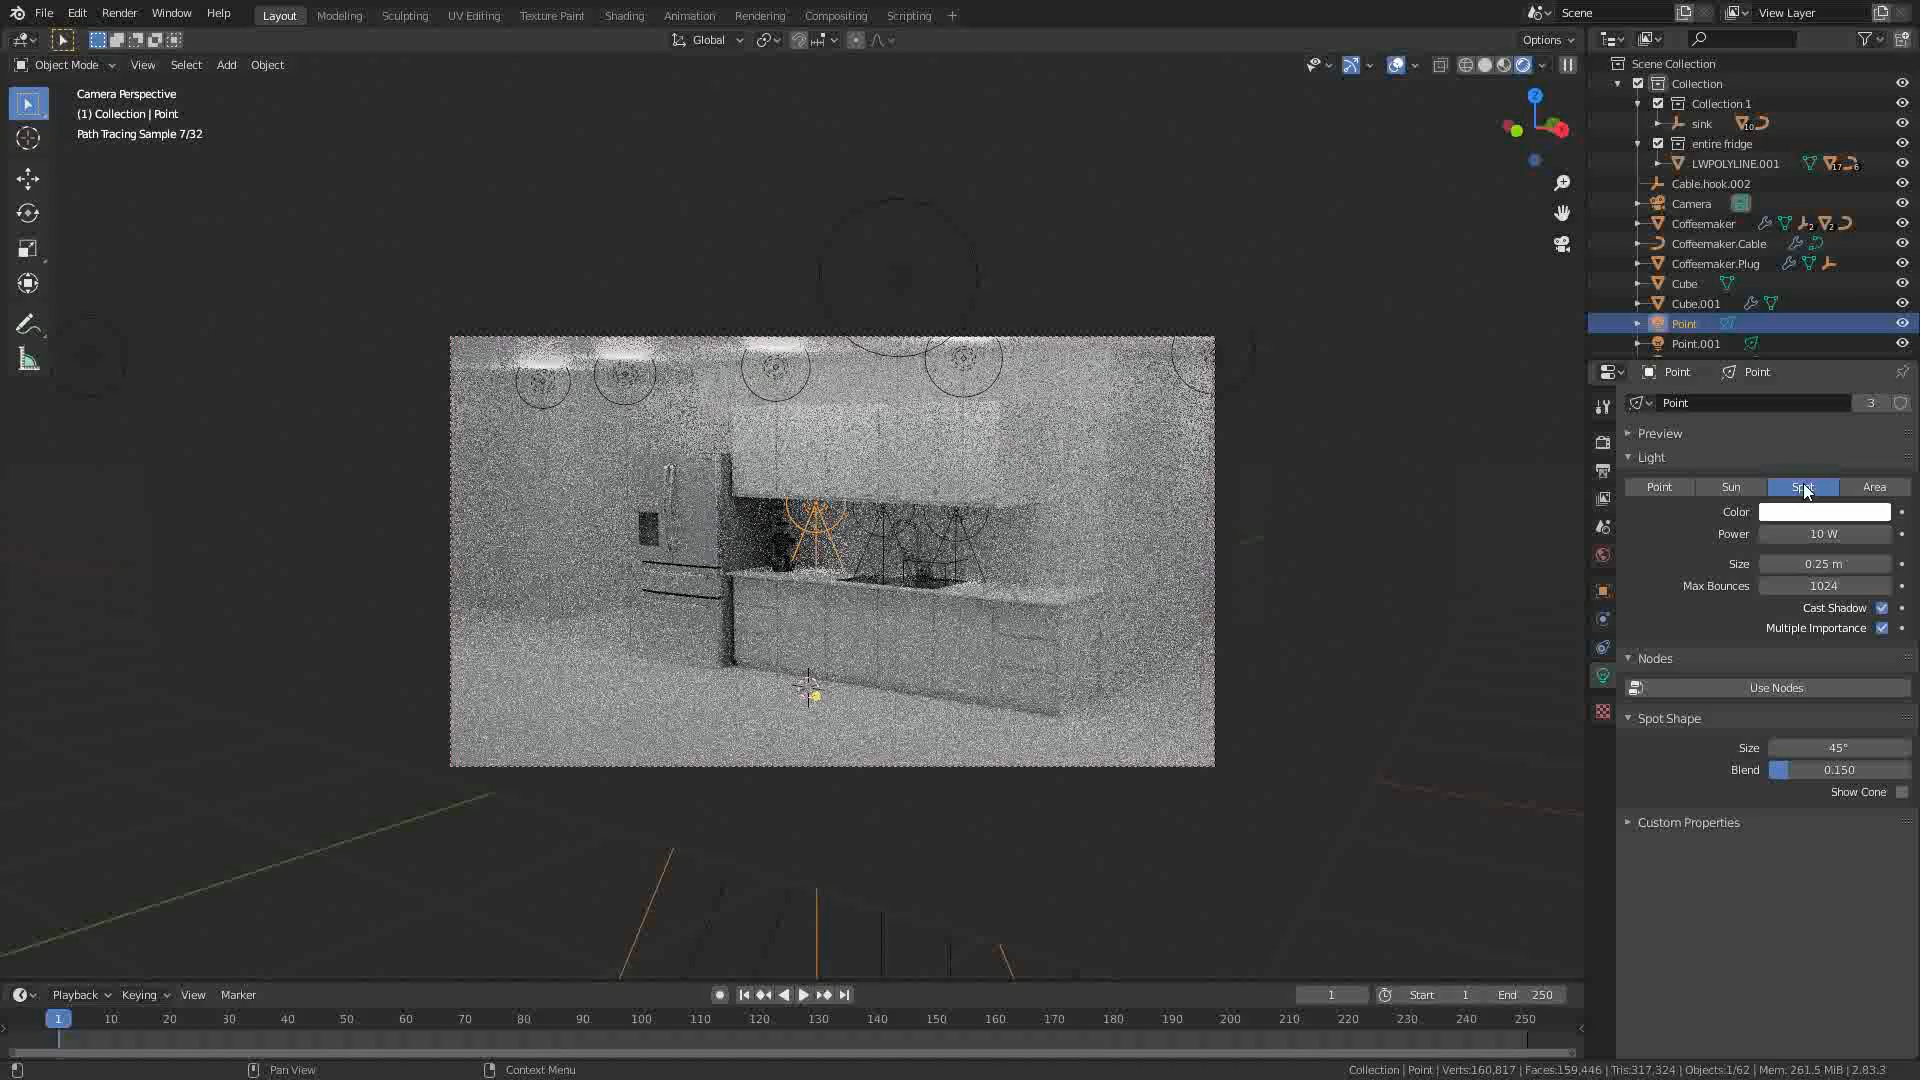 File Edit Render Window Help Layout Modeling Sculpting UV Editing Texture Paint Shading Animation Rendering Compositing Scripting + Scene View Layer
Global Options
Object Mode View Select Add Object
Camera Perspective
(1) Collection | Point
Path Tracing Sample 7/32
Z
Scene Collection
Collection
Collection 1
sink 10
entire fridge
LWPOLYLINE.001 17 6
Cable.hook.002
Camera
Coffeemaker 2 2
Coffeemaker.Cable
Coffeemaker.Plug
Cube
Cube.001
Point
Point.001
Point Point
Point 3
Preview
Light
Point Sun Spot Area
Color
Power 10 W
Size 0.25 m
Max Bounces 1024
Cast Shadow
Multiple Importance
Nodes
Use Nodes
Spot Shape
Size 45°
Blend 0.150
Show Cone
Custom Properties
Playback Keying View Marker 1 Start 1 End 250
1 10 20 30 40 50 60 70 80 90 100 110 120 130 140 150 160 170 180 190 200 210 220 230 240 250
Pan View Context Menu Collection | Point | Verts:160,817 | Faces:159,446 | Tris:317,324 | Objects:1/62 | Mem: 261.5 MiB | 2.83.3